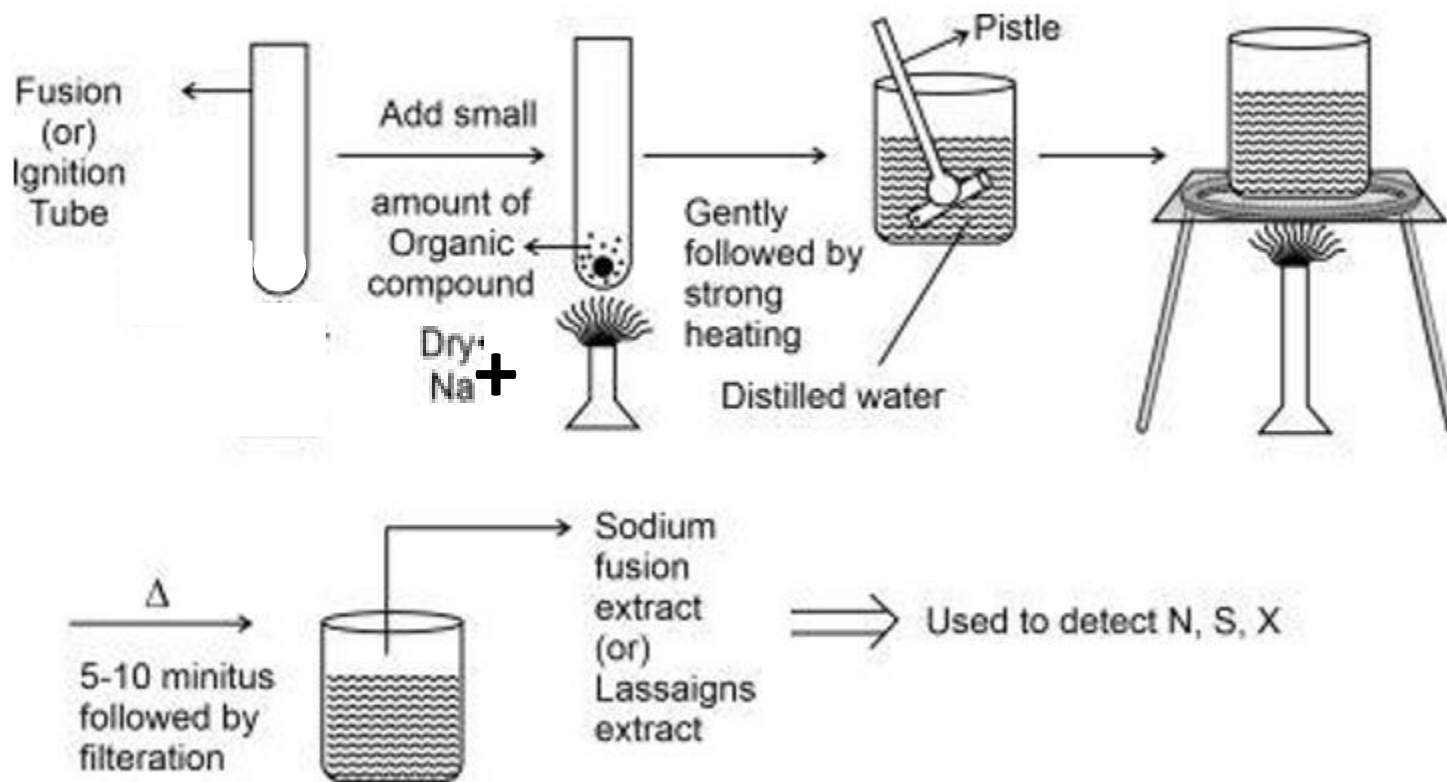 Fusion
(or)
Ignition
Tube
Add small
amount of
Organic
compound
Dry
Na+
Gently
followed by
strong
heating
Pistle
Distilled water
Δ
5-10 minitus
followed by
filteration
Sodium
fusion
extract
(or)
Lassaigns
extract
Used to detect N, S, X